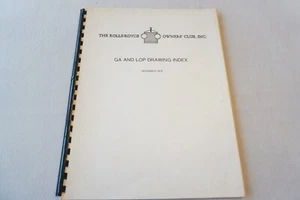 THE ROLLS-ROYCE OWNERS' CLUB, INC.
GA AND LOP DRAWING INDEX